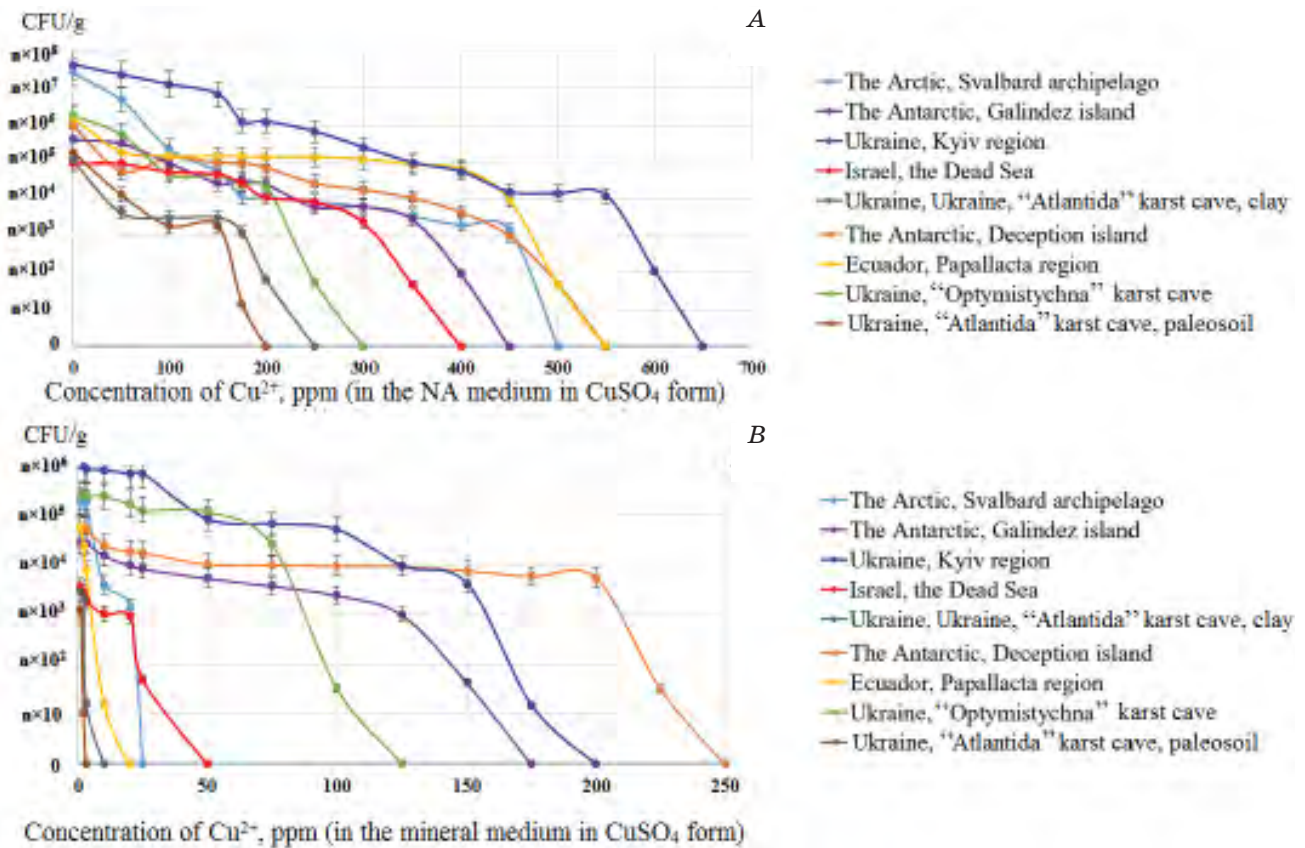 CFU/g
A
n×10⁸
n×10⁷
n×10⁶
n×10⁵
n×10⁴
n×10³
n×10²
n×10
0
0 100 200 300 400 500 600 700
Concentration of Cu²⁺, ppm (in the NA medium in CuSO₄ form)
The Arctic, Svalbard archipelago
The Antarctic, Galindez island
Ukraine, Kyiv region
Israel, the Dead Sea
Ukraine, Ukraine, “Atlantida” karst cave, clay
The Antarctic, Deception island
Ecuador, Papallacta region
Ukraine, “Optymistychna” karst cave
Ukraine, “Atlantida” karst cave, paleosoil
CFU/g
B
n×10⁶
n×10⁵
n×10⁴
n×10³
n×10²
n×10
0
0 50 100 150 200 250
Concentration of Cu²⁺, ppm (in the mineral medium in CuSO₄ form)
The Arctic, Svalbard archipelago
The Antarctic, Galindez island
Ukraine, Kyiv region
Israel, the Dead Sea
Ukraine, Ukraine, “Atlantida” karst cave, clay
The Antarctic, Deception island
Ecuador, Papallacta region
Ukraine, “Optymistychna” karst cave
Ukraine, “Atlantida” karst cave, paleosoil